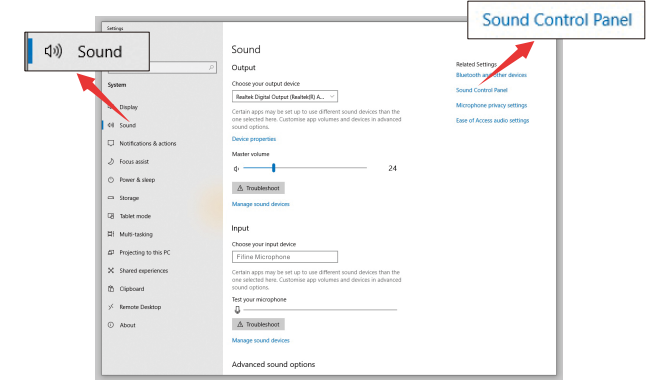 Sound Control Panel
Sound
Settings
System
Display
Sound
Notifications & actions
Focus assist
Power & sleep
Storage
Tablet mode
Multi-tasking
Projecting to this PC
Shared experiences
Clipboard
Remote Desktop
About
Sound
Output
Choose your output device
Realtek Digital Output (Realtek(R) A...
Certain apps may be set up to use different sound devices than the
one selected here. Customise app volumes and devices in advanced
sound options.
Device properties
Master volume
24
Troubleshoot
Manage sound devices
Input
Choose your input device
Fifine Microphone
Certain apps may be set up to use different sound devices than the
one selected here. Customise app volumes and devices in advanced
sound options.
Test your microphone
Troubleshoot
Manage sound devices
Advanced sound options
Related Settings
Bluetooth and other devices
Sound Control Panel
Microphone privacy settings
Ease of Access audio settings